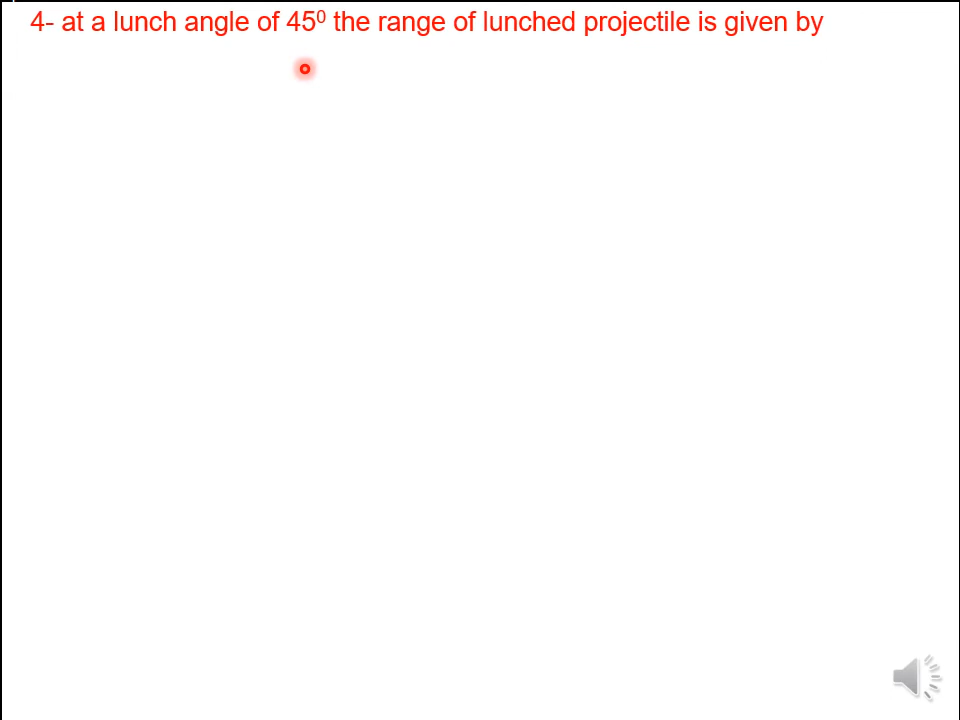 4- at a lunch angle of 45⁰ the range of lunched projectile is given by